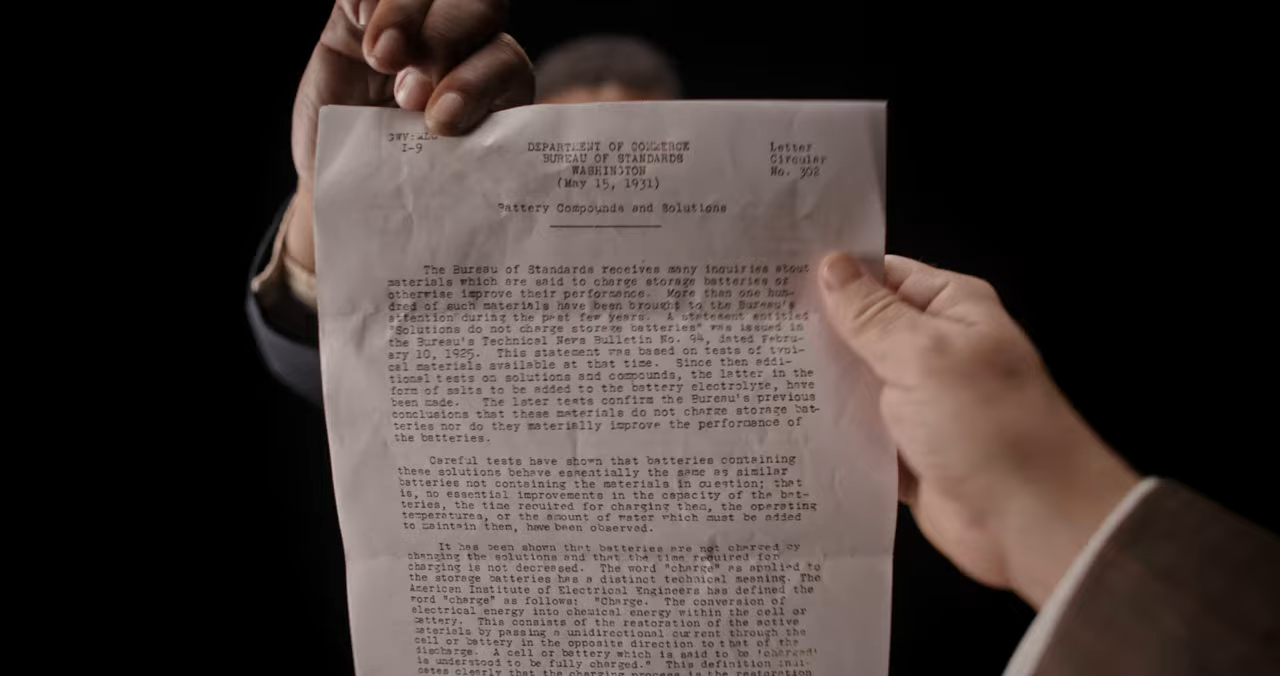 I-9
DEPARTMENT OF COMMERCE
BUREAU OF STANDARDS
WASHINGTON
(May 15, 1931)
Letter
Circular
No. 302
Battery Compounds and Solutions
The Bureau of Standards receives many inquiries about
materials which are said to charge storage batteries or
otherwise improve their performance. More than one hun-
dred of such materials have been brought to the Bureau's
attention during the past few years. A statement entitled
"Solutions do not charge storage batteries" was issued in
the Bureau's Technical News Bulletin No. 94, dated Febru-
ary 10, 1925. This statement was based on tests of typi-
cal materials available at that time. Since then addi-
tional tests on solutions and compounds, the latter in the
form of salts to be added to the battery electrolyte, have
been made. The later tests confirm the Bureau's previous
conclusions that these materials do not charge storage bat-
teries nor do they materially improve the performance of
the batteries.
Careful tests have shown that batteries containing
these solutions behave essentially the same as similar
batteries not containing the materials in question; that
is, no essential improvements in the capacity of the bat-
teries, the time required for charging them, the operating
temperatures, or the amount of water which must be added
to maintain them, have been observed.
It has been shown that batteries are not charged by
changing the solutions and that the time required for
charging is not decreased. The word "charge" as applied to
the storage batteries has a distinct technical meaning. The
American Institute of Electrical Engineers has defined the
word "charge" as follows: "Charge. The conversion of
electrical energy into chemical energy within the cell or
battery. This consists of the restoration of the active
materials by passing a unidirectional current through the
cell or battery in the opposite direction to that of the
discharge. A cell or battery which is said to be 'charged'
is understood to be fully charged." This definition indi-
cates clearly that the charging process is the restoration